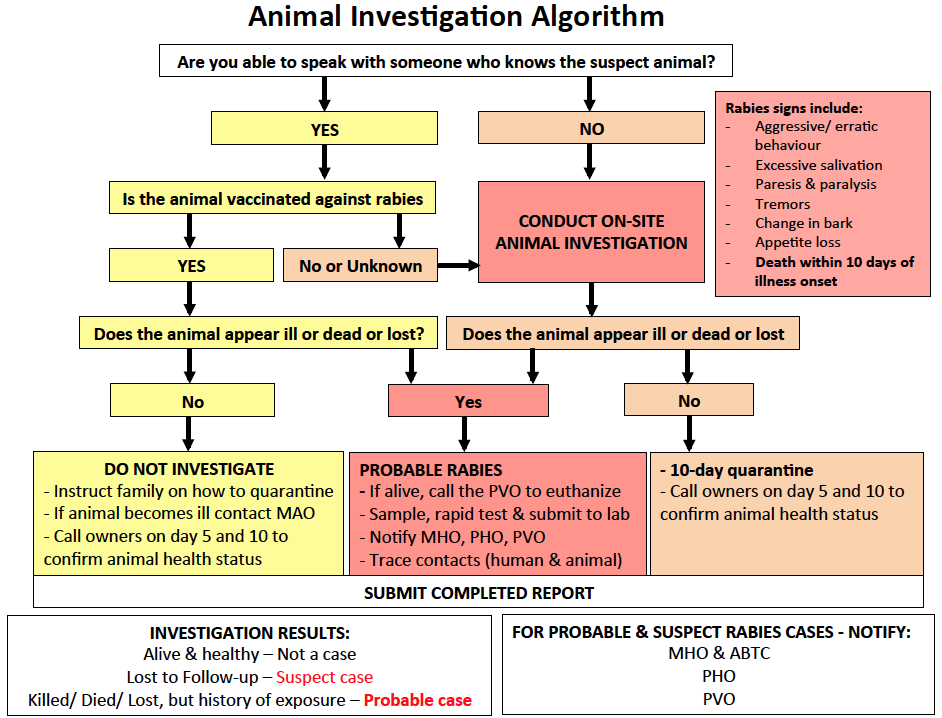 Animal Investigation Algorithm
Are you able to speak with someone who knows the suspect animal?
YES
NO
Rabies signs include:
- Aggressive/ erratic
behaviour
- Excessive salivation
- Paresis & paralysis
- Tremors
- Change in bark
- Appetite loss
- Death within 10 days of
illness onset
Is the animal vaccinated against rabies
CONDUCT ON-SITE
ANIMAL INVESTIGATION
YES
No or Unknown
Does the animal appear ill or dead or lost?
Does the animal appear ill or dead or lost
No
Yes
No
DO NOT INVESTIGATE
- Instruct family on how to quarantine
- If animal becomes ill contact MAO
- Call owners on day 5 and 10 to
confirm animal health status
PROBABLE RABIES
- If alive, call the PVO to euthanize
- Sample, rapid test & submit to lab
- Notify MHO, PHO, PVO
- Trace contacts (human & animal)
- 10-day quarantine
- Call owners on day 5 and 10 to
confirm animal health status
SUBMIT COMPLETED REPORT
INVESTIGATION RESULTS:
Alive & healthy – Not a case
Lost to Follow-up – Suspect case
Killed/ Died/ Lost, but history of exposure – Probable case
FOR PROBABLE & SUSPECT RABIES CASES - NOTIFY:
MHO & ABTC
PHO
PVO